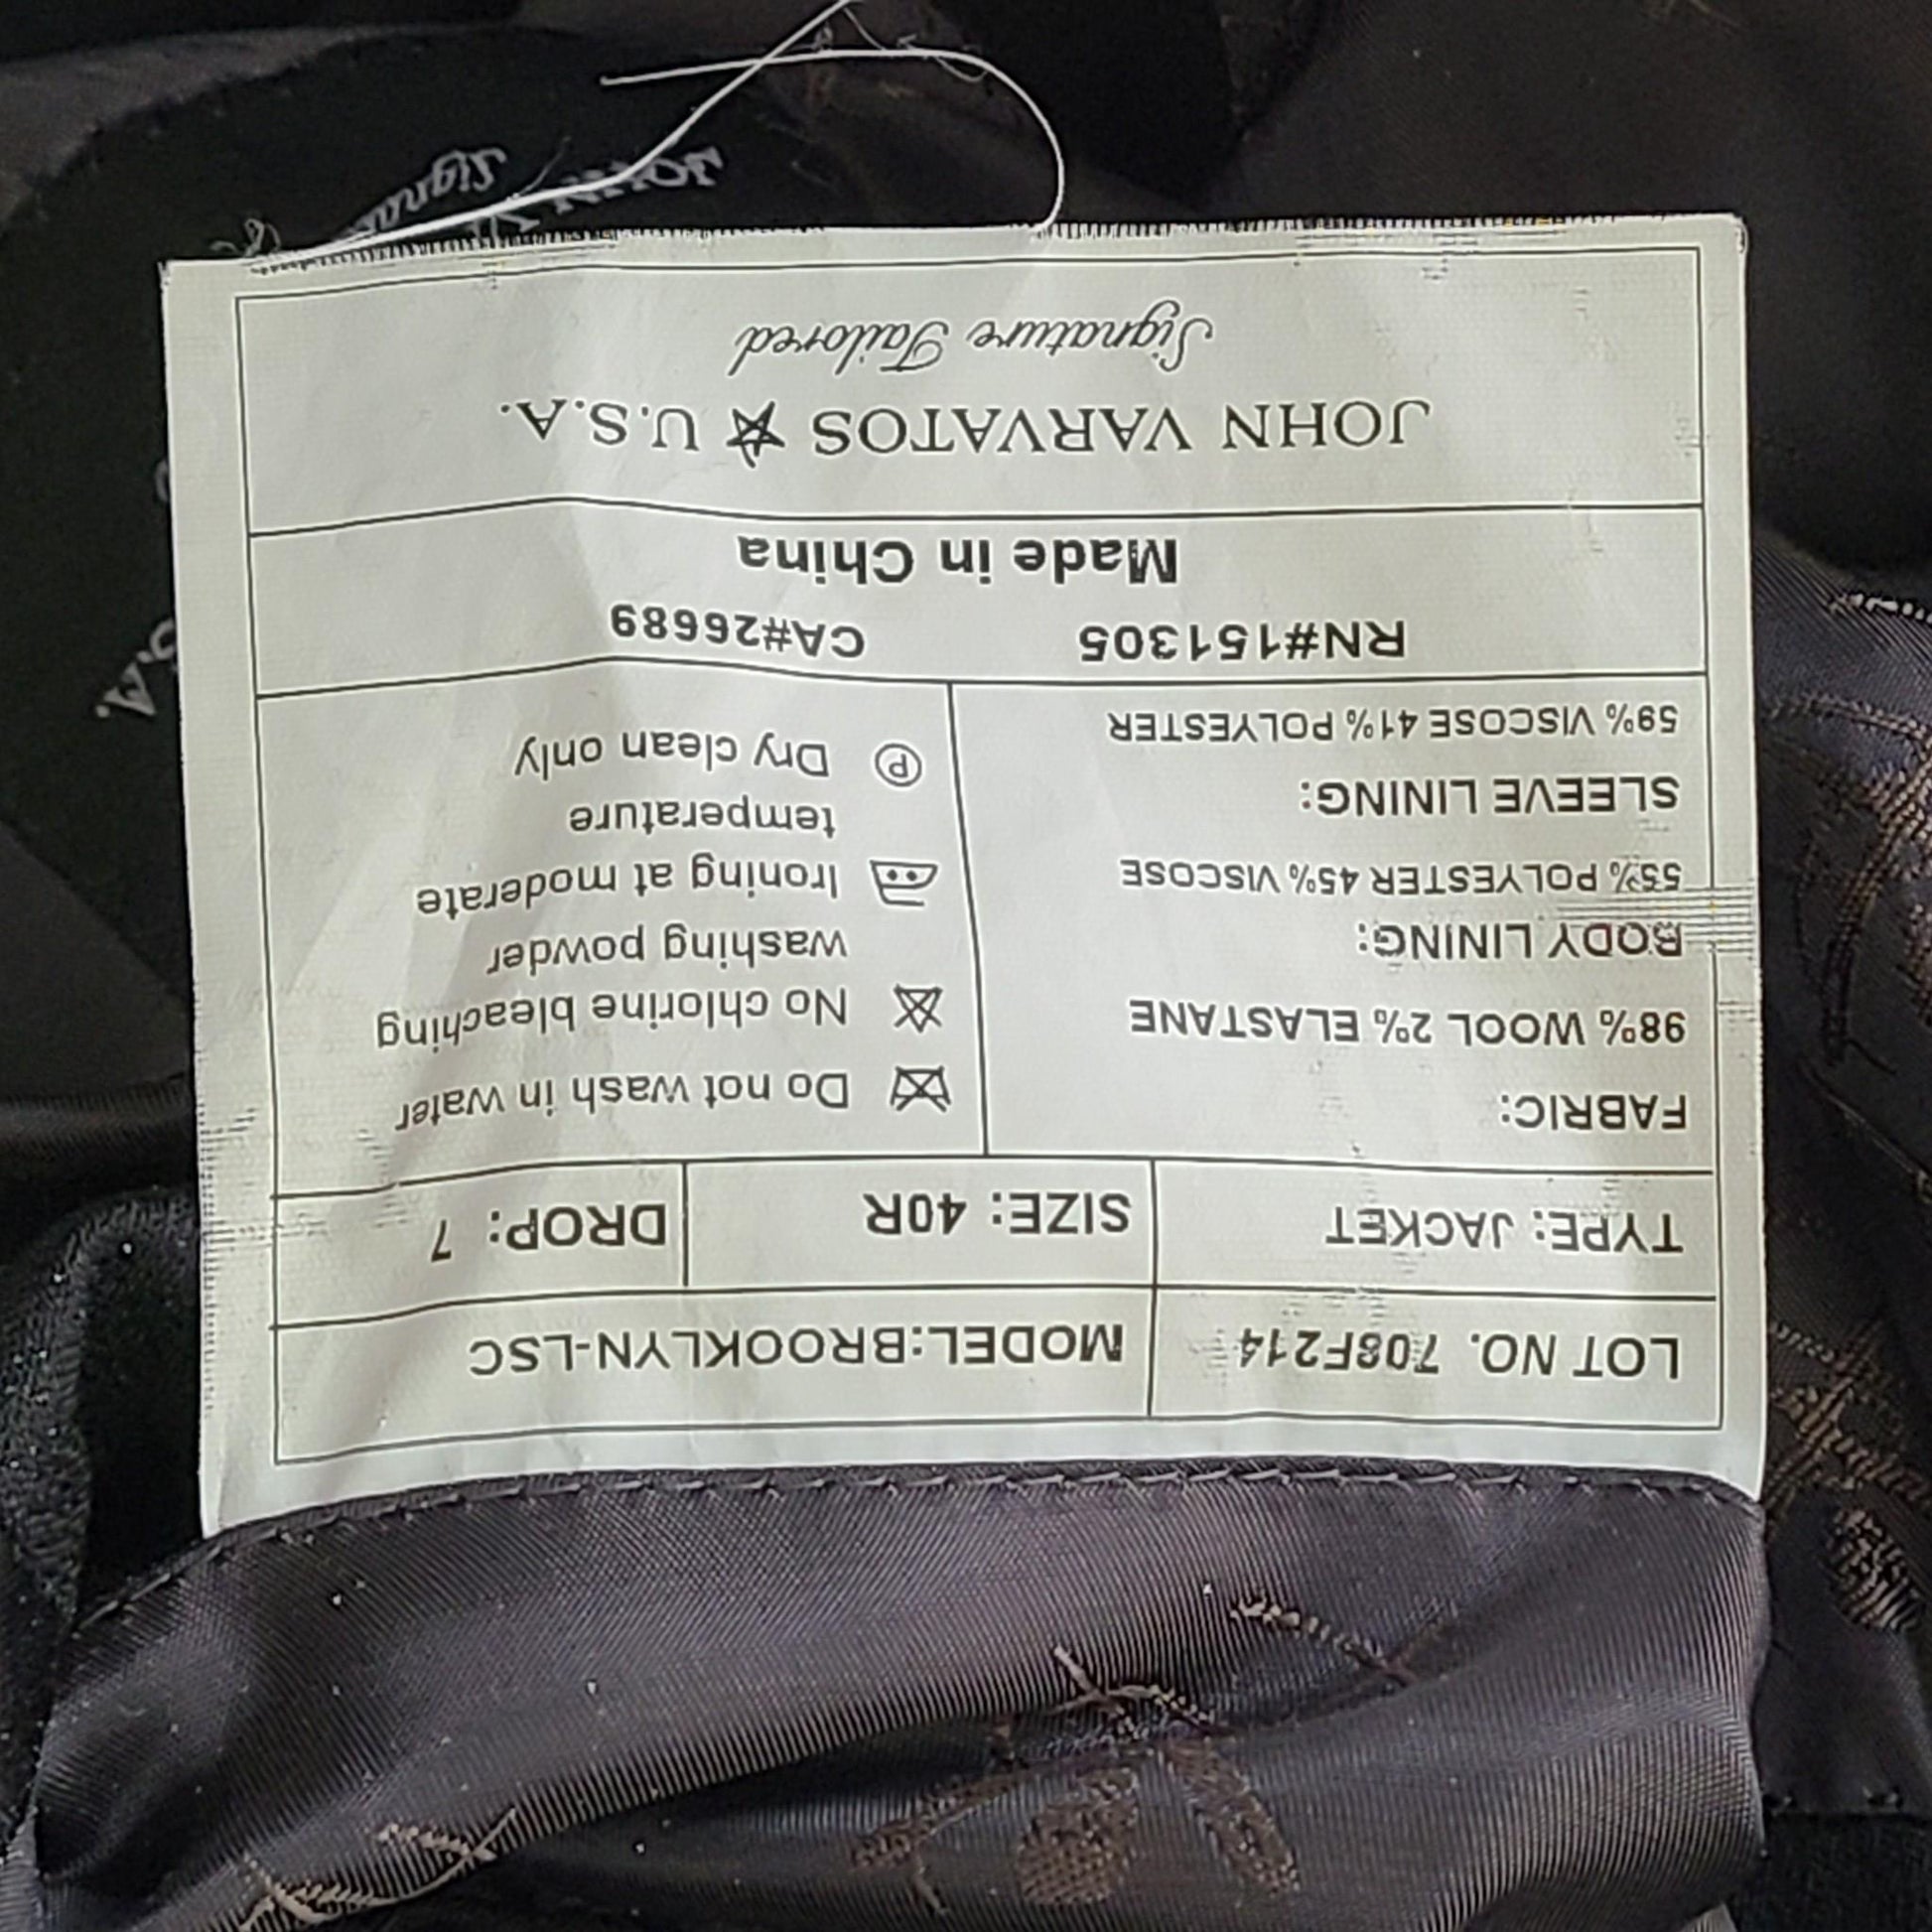 LOT NO. 708F214
MODEL:BROOKLYN-LSC
TYPE: JACKET
SIZE: 40R
DROP: 7
FABRIC:
98% WOOL 2% ELASTANE
BODY LINING:
55% POLYESTER 45% VISCOSE
SLEEVE LINING:
59% VISCOSE 41% POLYESTER
Do not wash in water
No chlorine bleaching
washing powder
Ironing at moderate
temperature
P
Dry clean only
RN#151305
CA#26689
Made in China
JOHN VARVATOS U.S.A.
Signature Tailored
JOHN